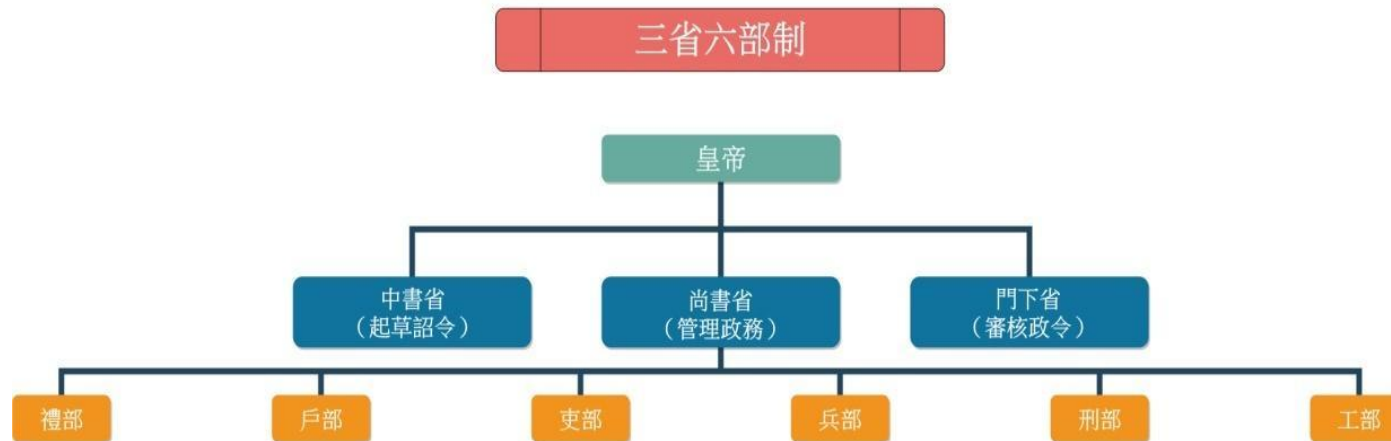 三省六部制
皇帝
中書省
（起草詔令）
尚書省
（管理政務）
門下省
（審核政令）
禮部
戶部
吏部
兵部
刑部
工部